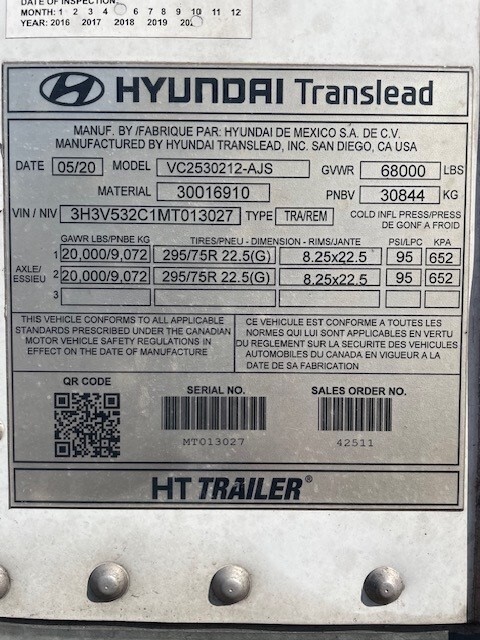 DATE OF INSPECTION
MONTH: 1 2 3 4 6 7 8 9 10 11 12
YEAR: 2016 2017 2018 2019
HYUNDAI Translead
MANUF. BY /FABRIQUE PAR: HYUNDAI DE MEXICO S.A. DE C.V.
MANUFACTURED BY HYUNDAI TRANSLEAD, INC. SAN DIEGO, CA USA
DATE 05/20 MODEL VC2530212-AJS GVWR 68000 LBS
MATERIAL 30016910 PNBV 30844 KG
VIN / NIV 3H3V532C1MT013027 TYPE TRA/REM COLD INFL PRESS/PRESS DE GONF A FROID
GAWR LBS/PNBE KG TIRES/PNEU - DIMENSION - RIMS/JANTE PSI/LPC KPA
1 20,000/9,072 295/75R 22.5(G) 8.25x22.5 95 652
AXLE/ESSIEU 2 20,000/9,072 295/75R 22.5(G) 8.25x22.5 95 652
3
THIS VEHICLE CONFORMS TO ALL APPLICABLE
STANDARDS PRESCRIBED UNDER THE CANADIAN
MOTOR VEHICLE SAFETY REGULATIONS IN
EFFECT ON THE DATE OF MANUFACTURE
CE VEHICULE EST CONFORME A TOUTES LES
NORMES QUI LUI SONT APPLICABLES EN VERTU
DU REGLEMENT SUR LA SECURITE DES VEHICULES
AUTOMOBILES DU CANADA EN VIGUEUR A LA
DATE DE SA FABRICATION
QR CODE
SERIAL NO.
MT013027
SALES ORDER NO.
42511
HT TRAILER®